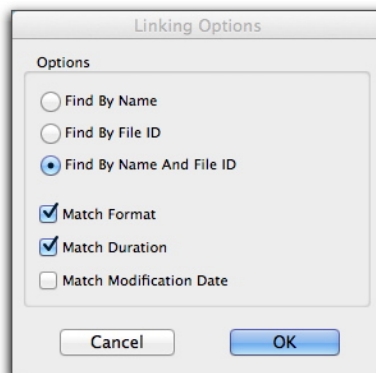 Linking Options
Options
Find By Name
Find By File ID
Find By Name And File ID
Match Format
Match Duration
Match Modification Date
Cancel OK